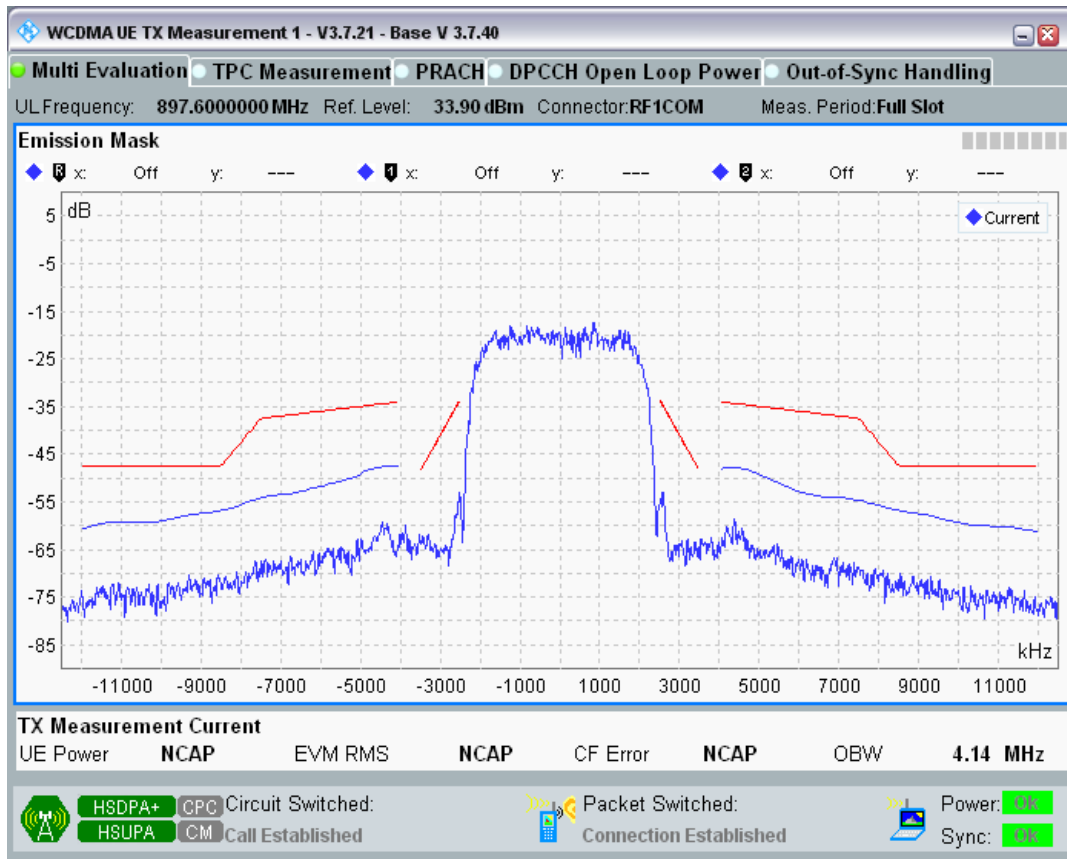 WCDMA UE TX Measurement 1 - V3.7.21 - Base V 3.7.40
Multi Evaluation TPC Measurement PRACH DPCCH Open Loop Power Out-of-Sync Handling
UL Frequency: 897.6000000 MHz Ref. Level: 33.90 dBm Connector:RF1COM Meas. Period:Full Slot
Emission Mask
R x: Off y: --- 1 x: Off y: --- 2 x: Off y: ---
dB
Current
5
-5
-15
-25
-35
-45
-55
-65
-75
-85
kHz
-11000 -9000 -7000 -5000 -3000 -1000 1000 3000 5000 7000 9000 11000
TX Measurement Current
UE Power NCAP EVM RMS NCAP CF Error NCAP OBW 4.14 MHz
HSDPA+ CPC Circuit Switched: Packet Switched: Power: Ok
HSUPA CM Call Established Connection Established Sync: Ok